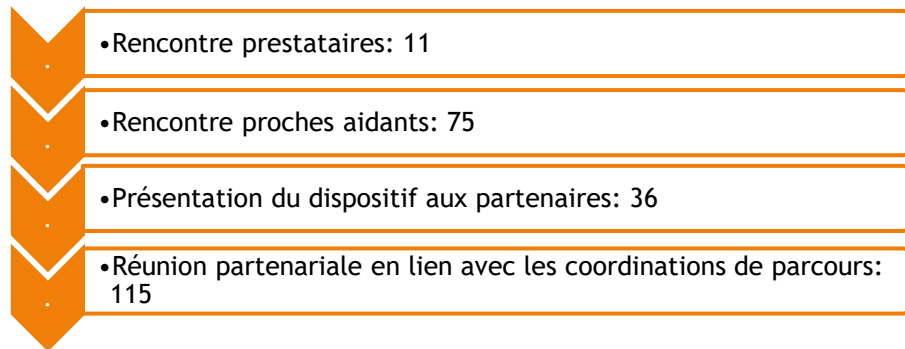 •Rencontre prestataires: 11
•Rencontre proches aidants: 75
•Présentation du dispositif aux partenaires: 36
•Réunion partenariale en lien avec les coordinations de parcours:
115